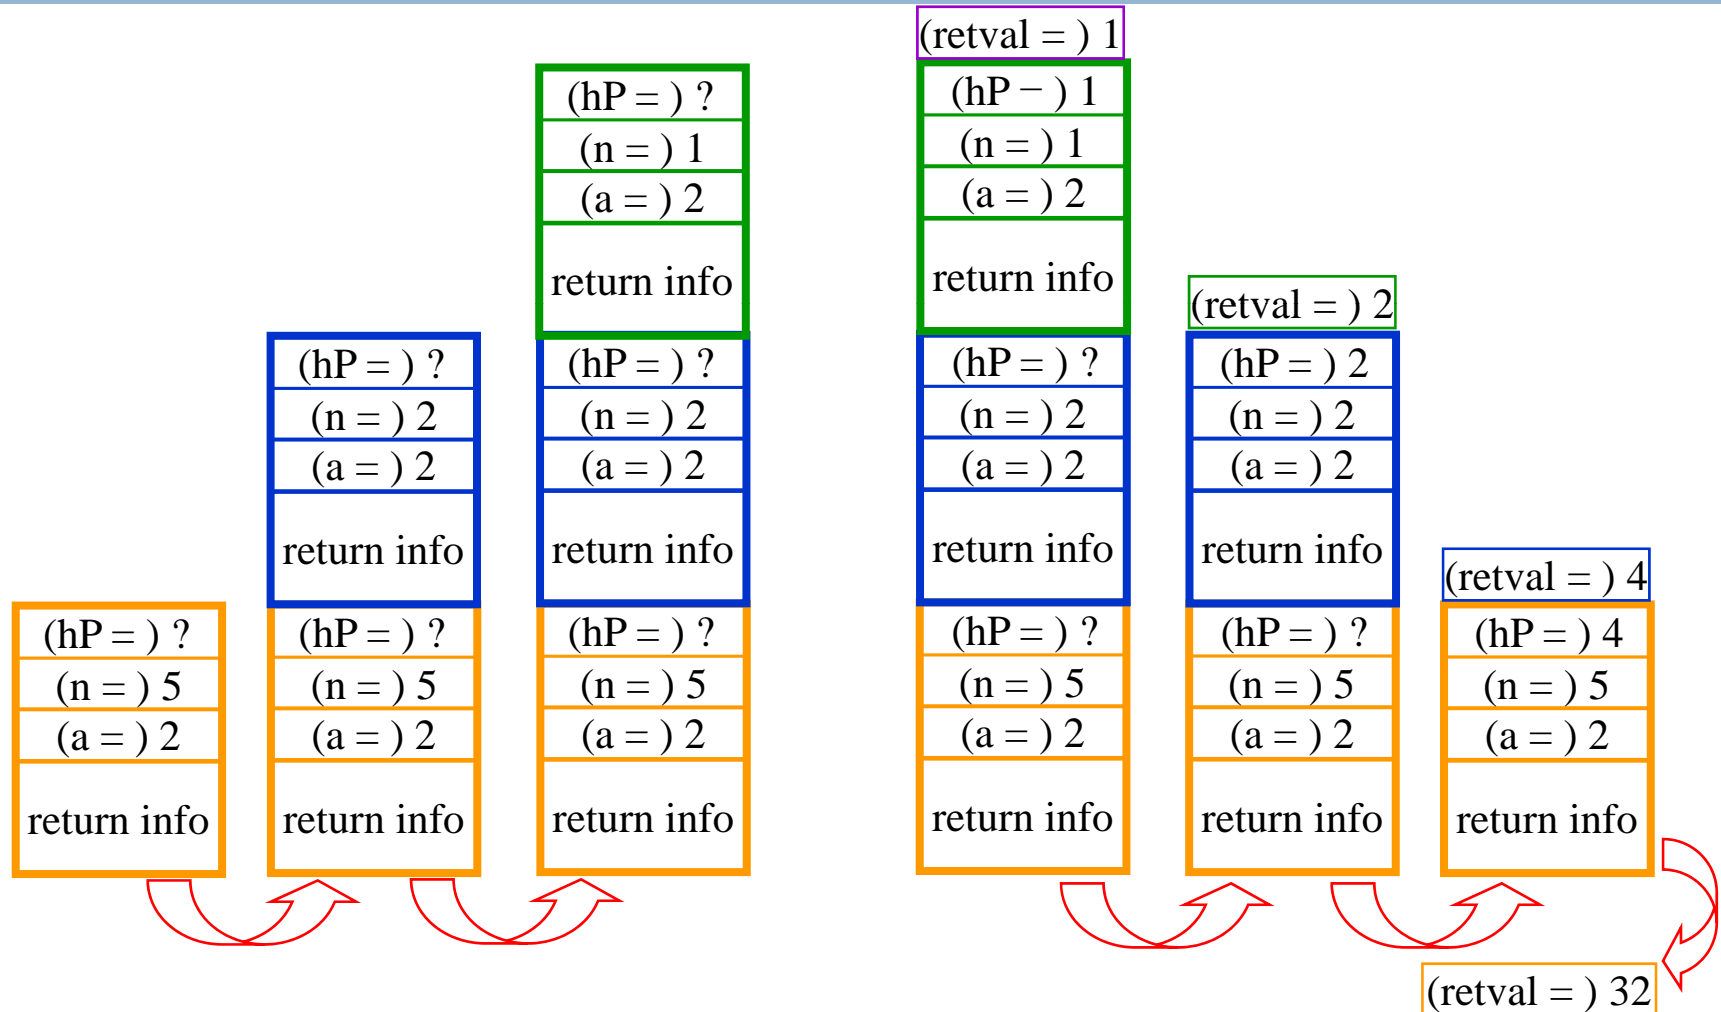 (hP = ) ?
(n = ) 5
(a = ) 2
return info
(hP = ) ?
(n = ) 2
(a = ) 2
return info
(hP = ) ?
(n = ) 5
(a = ) 2
return info
(hP = ) ?
(n = ) 1
(a = ) 2
return info
(hP = ) ?
(n = ) 2
(a = ) 2
return info
(hP = ) ?
(n = ) 5
(a = ) 2
return info
(retval = ) 1
(hP − ) 1
(n = ) 1
(a = ) 2
return info
(hP = ) ?
(n = ) 2
(a = ) 2
return info
(hP = ) ?
(n = ) 5
(a = ) 2
return info
(retval = ) 2
(hP = ) 2
(n = ) 2
(a = ) 2
return info
(hP = ) ?
(n = ) 5
(a = ) 2
return info
(retval = ) 4
(hP = ) 4
(n = ) 5
(a = ) 2
return info
(retval = ) 32